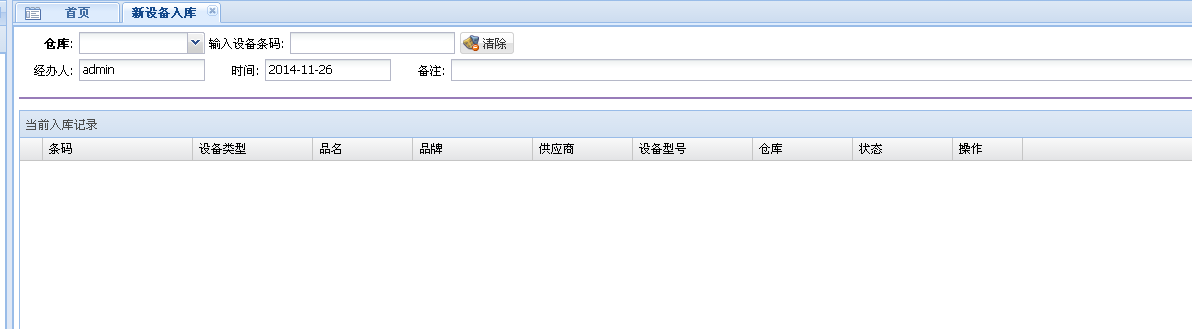 首页 新设备入库
仓库: 输入设备条码: 清除
经办人: admin 时间: 2014-11-26 备注:
当前入库记录
条码 设备类型 品名 品牌 供应商 设备型号 仓库 状态 操作